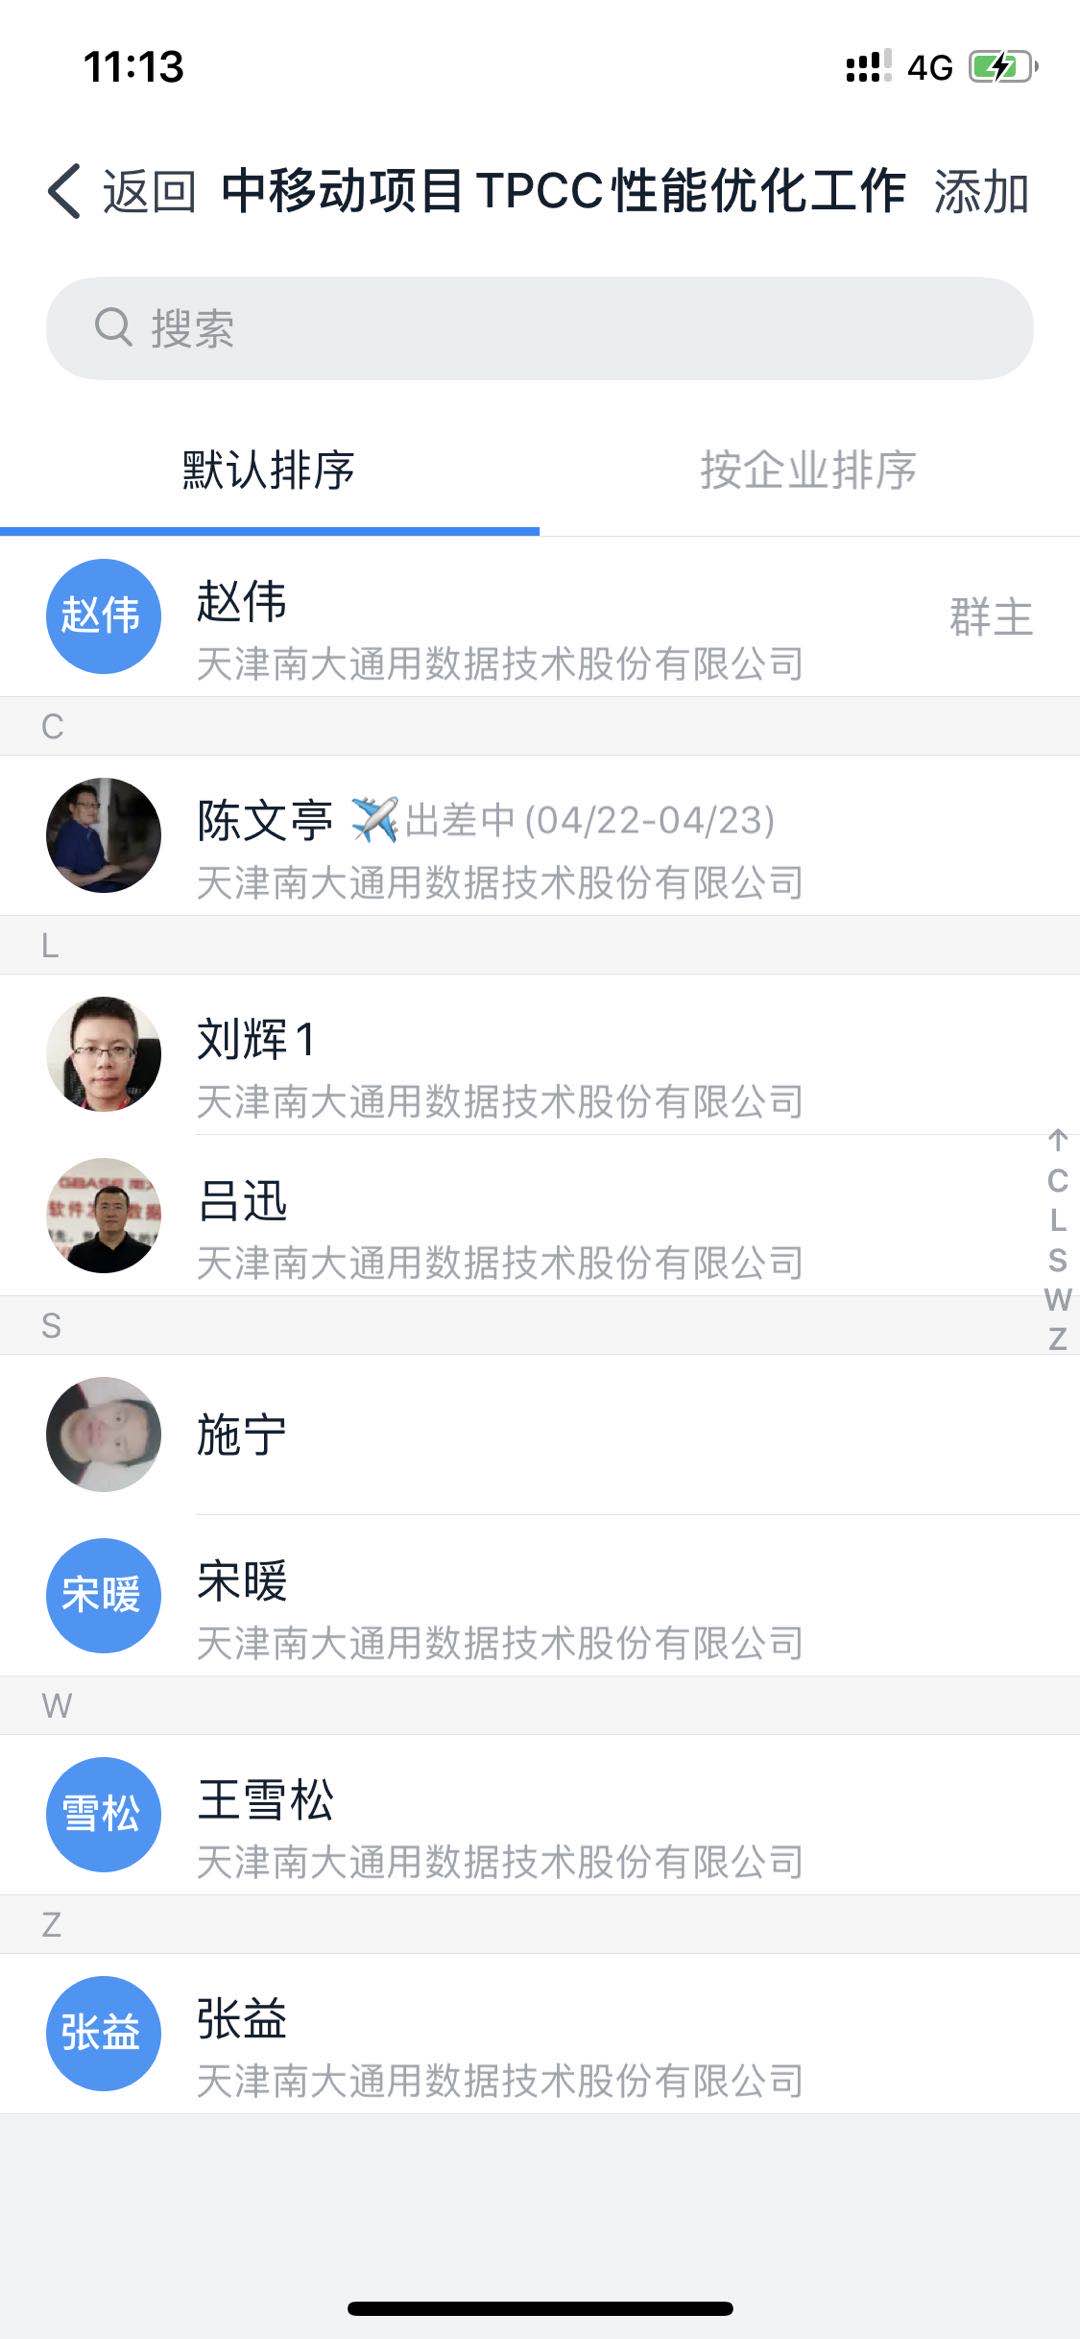 11:13
4G
返回 中移动项目TPCC性能优化工作 添加
搜索
默认排序 按企业排序
赵伟 赵伟 群主
天津南大通用数据技术股份有限公司
C
陈文亭 ✈️出差中(04/22-04/23)
天津南大通用数据技术股份有限公司
L
刘辉1
天津南大通用数据技术股份有限公司
吕迅
天津南大通用数据技术股份有限公司
S
施宁
宋暖 宋暖
天津南大通用数据技术股份有限公司
W
雪松 王雪松
天津南大通用数据技术股份有限公司
Z
张益 张益
天津南大通用数据技术股份有限公司
↑
C
L
S
W
Z